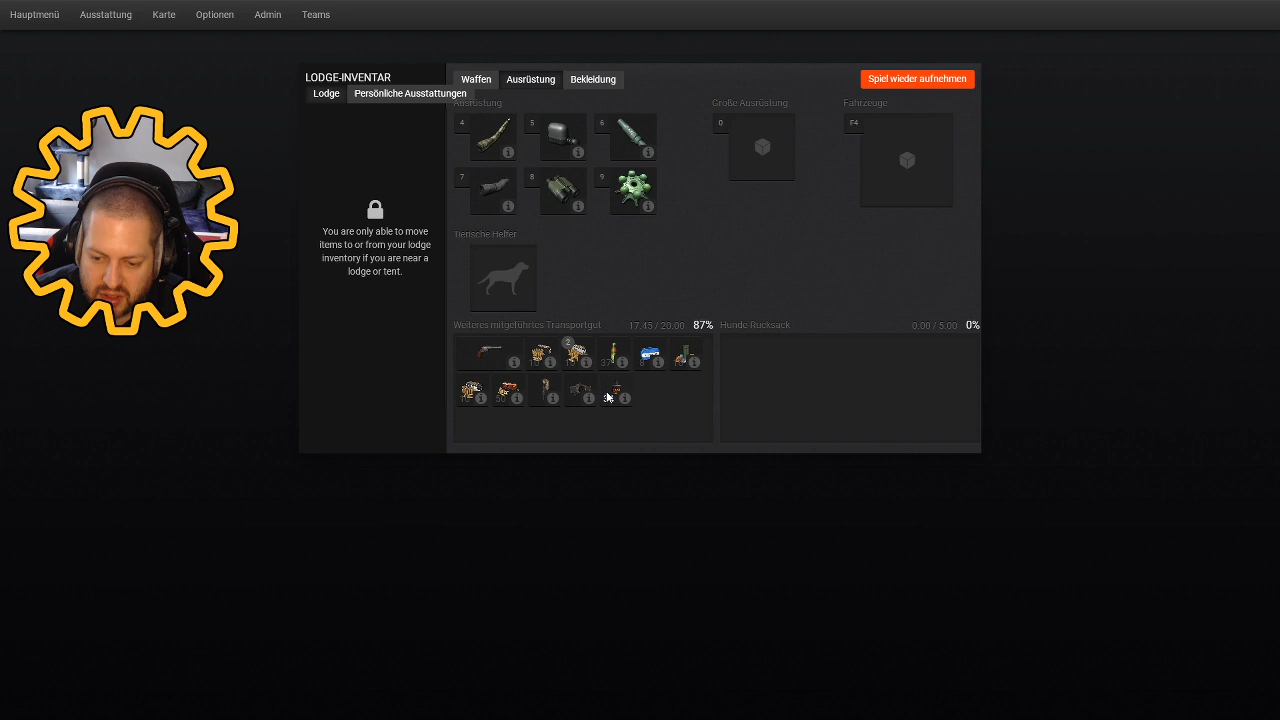 Hauptmenü Ausstattung Karte Optionen Admin Teams
LODGE-INVENTAR
Lodge Persönliche Ausstattungen
You are only able to move
items to or from your lodge
inventory if you are near a
lodge or tent.
Waffen Ausrüstung Bekleidung
Spiel wieder aufnehmen
Ausrüstung
4 5 6
7 8 9
Große Ausrüstung
0
Fahrzeuge
F4
Tierische Helfer
Weiteres mitgeführtes Transportgut 17.45 / 20.00 87%
2
Hunde-Rucksack 0.00 / 5.00 0%